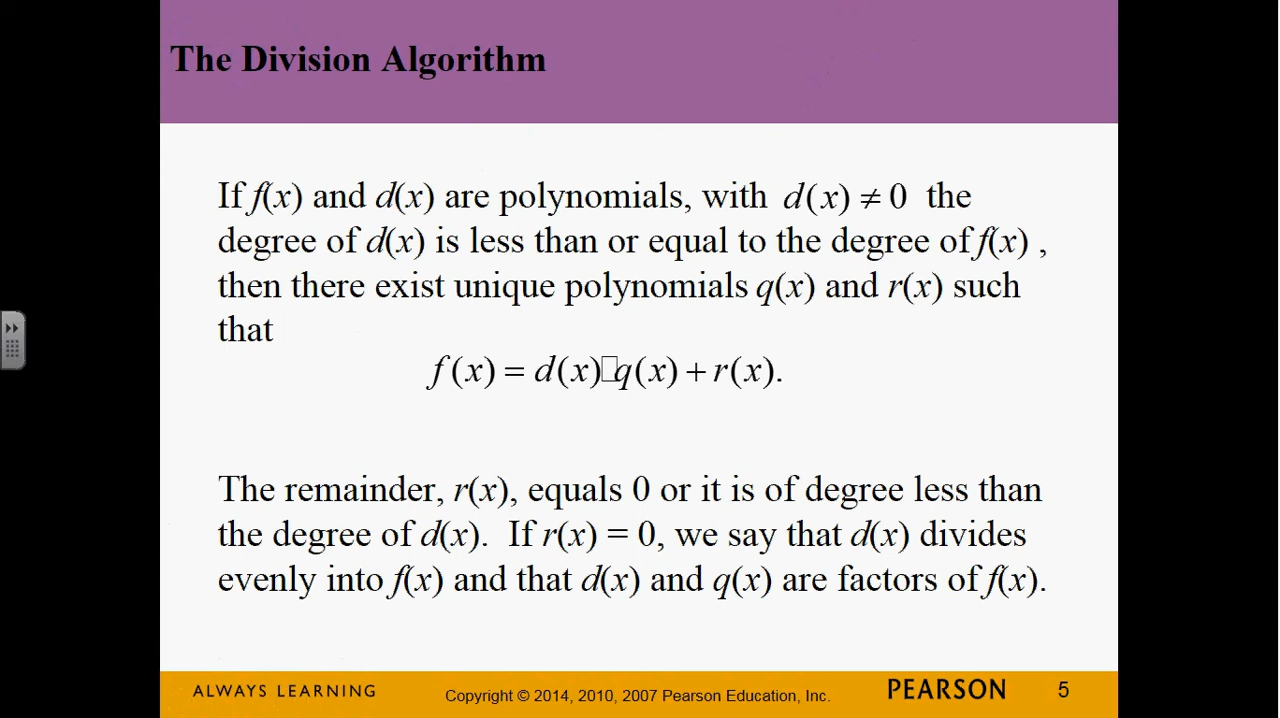 The Division Algorithm
If f(x) and d(x) are polynomials, with d(x) ≠ 0 the
degree of d(x) is less than or equal to the degree of f(x) ,
then there exist unique polynomials q(x) and r(x) such
that
f(x) = d(x)□q(x) + r(x).
The remainder, r(x), equals 0 or it is of degree less than
the degree of d(x). If r(x) = 0, we say that d(x) divides
evenly into f(x) and that d(x) and q(x) are factors of f(x).
ALWAYS LEARNING Copyright © 2014, 2010, 2007 Pearson Education, Inc. PEARSON 5